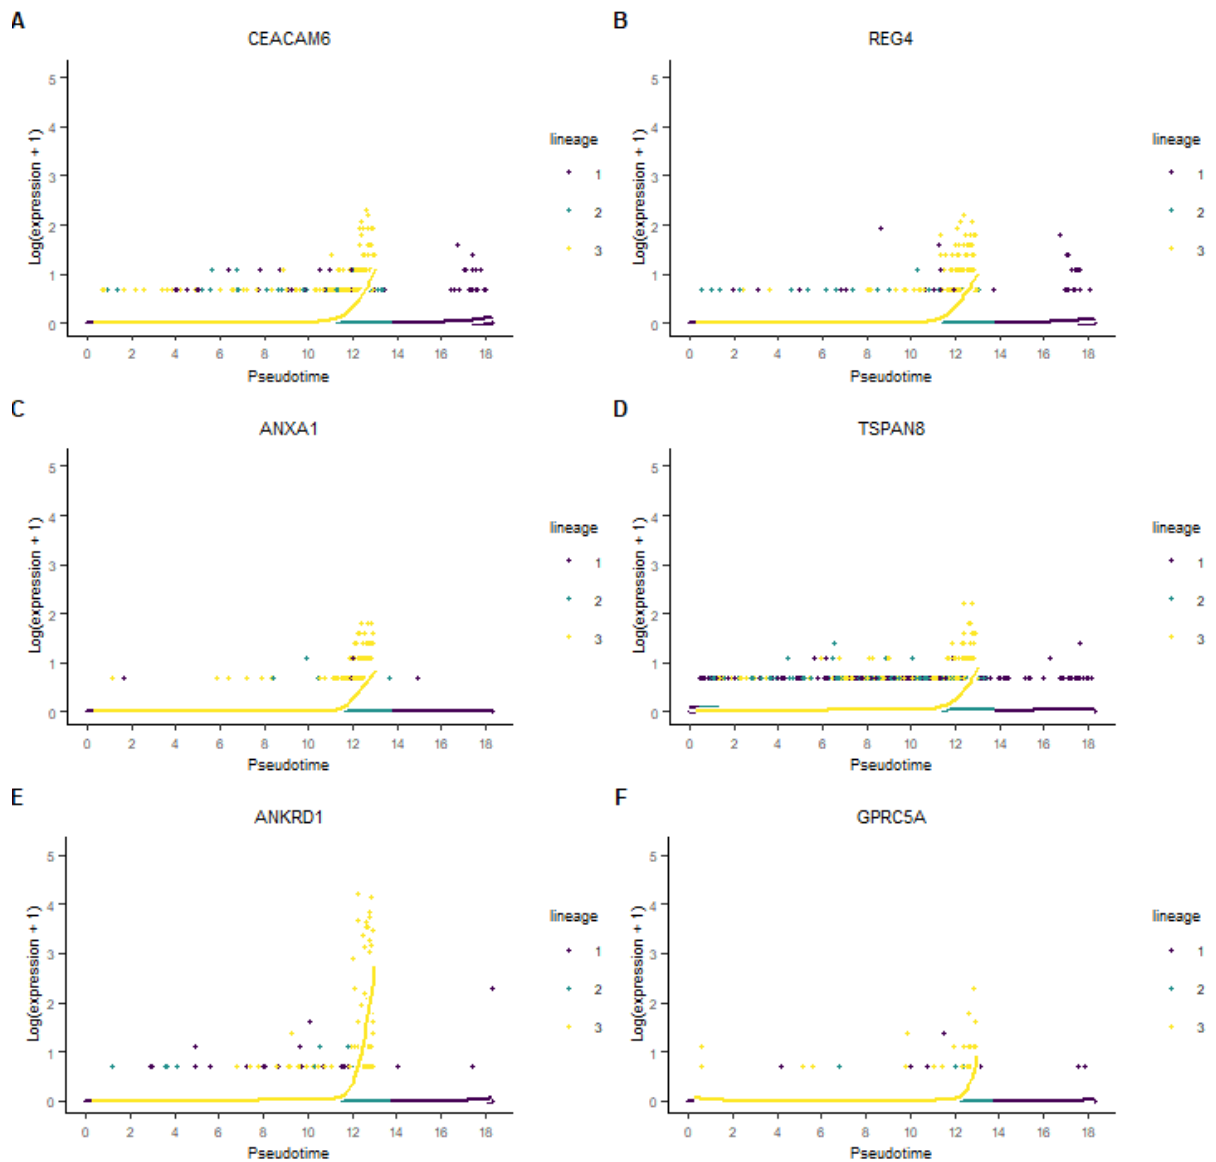 A
CEACAM6
Log(expression + 1)
5
4
3
2
1
0
0 2 4 6 8 10 12 14 16 18
Pseudotime
lineage
1
2
3
B
REG4
Log(expression + 1)
5
4
3
2
1
0
0 2 4 6 8 10 12 14 16 18
Pseudotime
lineage
1
2
3
C
ANXA1
Log(expression + 1)
5
4
3
2
1
0
0 2 4 6 8 10 12 14 16 18
Pseudotime
lineage
1
2
3
D
TSPAN8
Log(expression + 1)
5
4
3
2
1
0
0 2 4 6 8 10 12 14 16 18
Pseudotime
lineage
1
2
3
E
ANKRD1
Log(expression + 1)
5
4
3
2
1
0
0 2 4 6 8 10 12 14 16 18
Pseudotime
lineage
1
2
3
F
GPRC5A
Log(expression + 1)
5
4
3
2
1
0
0 2 4 6 8 10 12 14 16 18
Pseudotime
lineage
1
2
3